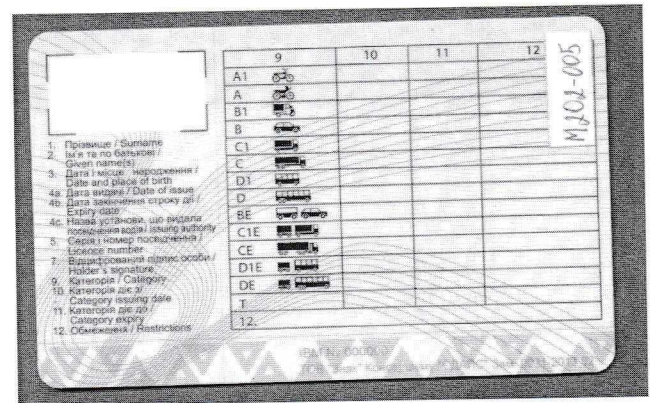 1. Прізвище / Surname
2. Ім'я та по батькові /
Given name(s)
3. Дата і місце народження /
Date and place of birth
4a. Дата видачі / Date of issue
4b. Дата закінчення строку дії /
Expiry date
4c. Назва установи, що видала
посвідчення водія / Issuing authority
5. Серія і номер посвідчення /
Licence number
7. Відцифрований підпис особи /
Holder's signature
9. Категорія / Category
10. Категорія діє з/
Category issuing date
11. Категорія діє до /
Category expiry
12. Обмеження / Restrictions
9 10 11 12
A1
A
B1
B
C1
C
D1
D
BE
C1E
CE
D1E
DE
T
12.
M202-005